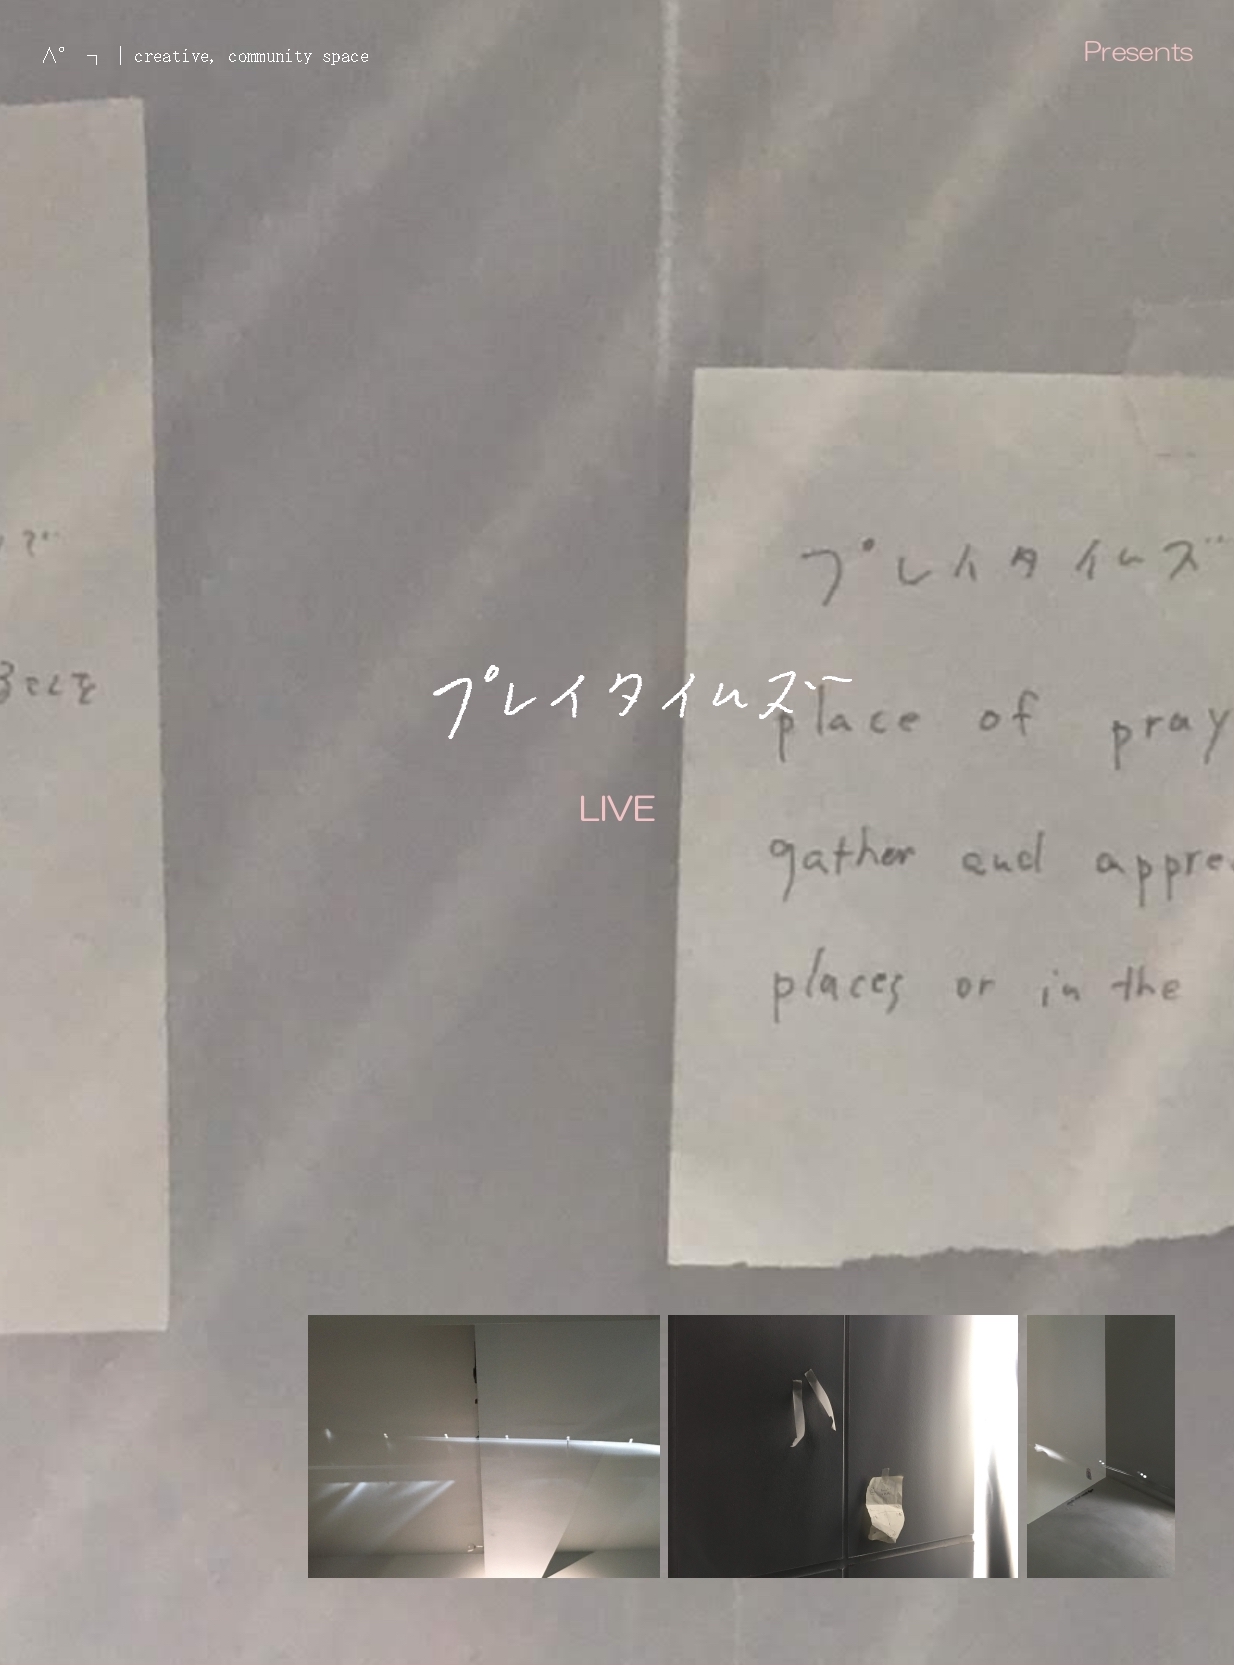 ペ ㄱ | creative, community space
Presents
プレイタイムズ
place of pray
gather and appre
places or in the
プレイタイムズ
LIVE
ることを